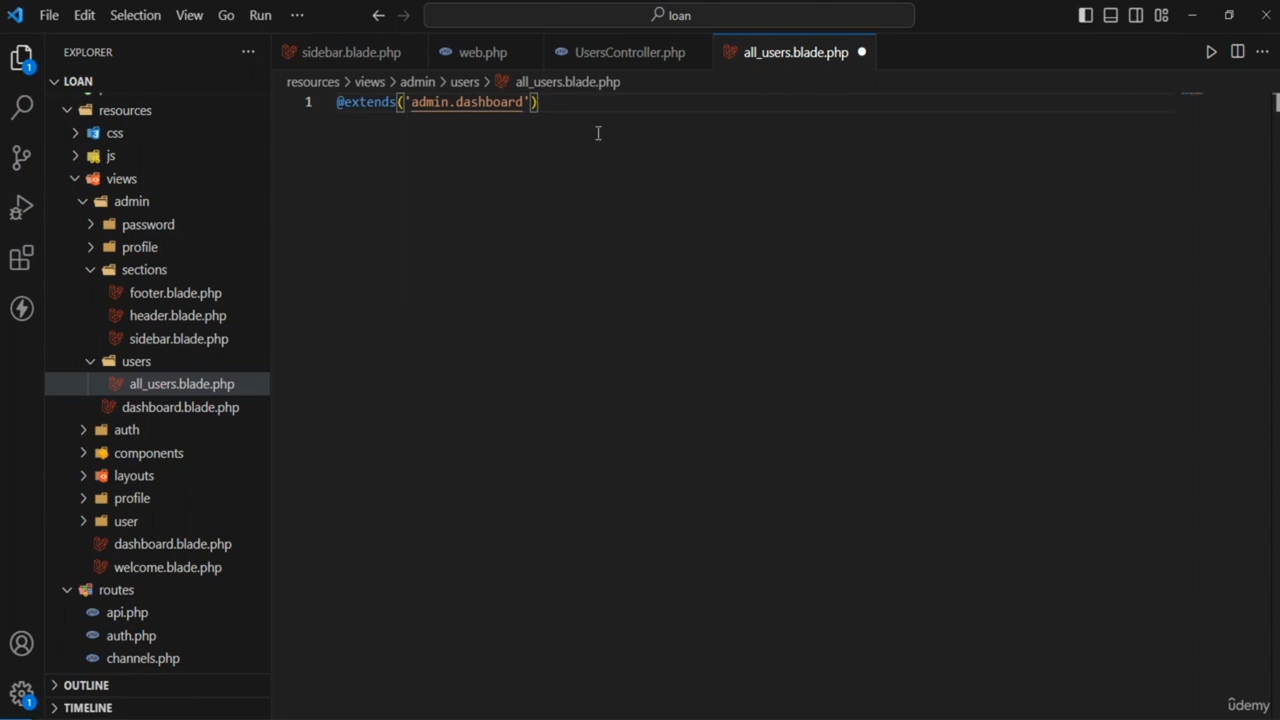 File Edit Selection View Go Run ··· loan
EXPLORER ···
sidebar.blade.php web.php UsersController.php all_users.blade.php
LOAN
resources > views > admin > users > all_users.blade.php
1 @extends('admin.dashboard')
resources
css
js
views
admin
password
profile
sections
footer.blade.php
header.blade.php
sidebar.blade.php
users
all_users.blade.php
dashboard.blade.php
auth
components
layouts
profile
user
dashboard.blade.php
welcome.blade.php
routes
api.php
auth.php
channels.php
OUTLINE
TIMELINE
1
1
ûdemy